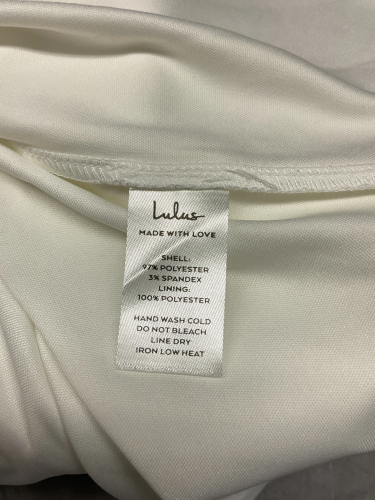 Lulus
MADE WITH LOVE
SHELL:
97% POLYESTER
3% SPANDEX
LINING:
100% POLYESTER
HAND WASH COLD
DO NOT BLEACH
LINE DRY
IRON LOW HEAT